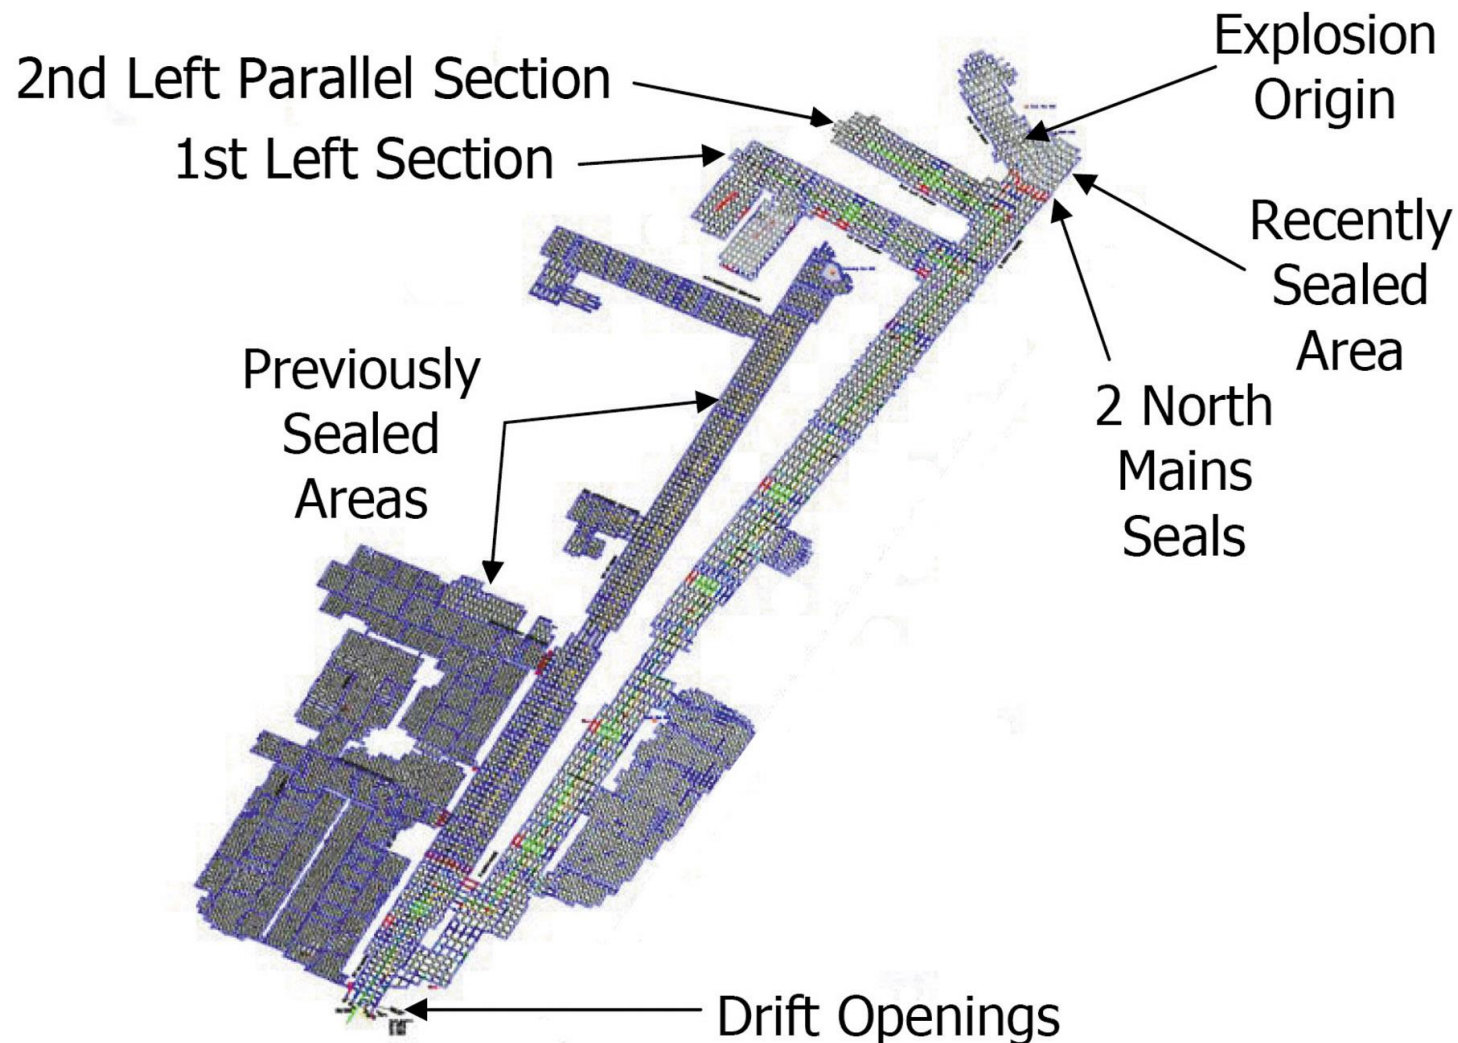 Explosion
Origin
2nd Left Parallel Section
1st Left Section
Recently
Sealed
Area
Previously
Sealed
Areas
2 North
Mains
Seals
Drift Openings